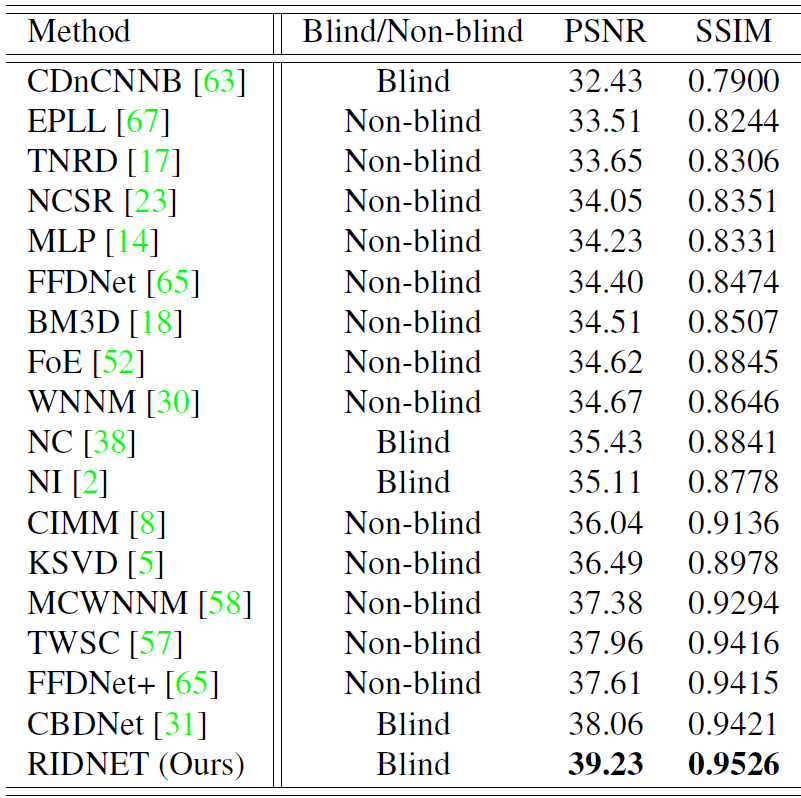 Method Blind/Non-blind PSNR SSIM
CDnCNNB [63] Blind 32.43 0.7900
EPLL [67] Non-blind 33.51 0.8244
TNRD [17] Non-blind 33.65 0.8306
NCSR [23] Non-blind 34.05 0.8351
MLP [14] Non-blind 34.23 0.8331
FFDNet [65] Non-blind 34.40 0.8474
BM3D [18] Non-blind 34.51 0.8507
FoE [52] Non-blind 34.62 0.8845
WNNM [30] Non-blind 34.67 0.8646
NC [38] Blind 35.43 0.8841
NI [2] Blind 35.11 0.8778
CIMM [8] Non-blind 36.04 0.9136
KSVD [5] Non-blind 36.49 0.8978
MCWNNM [58] Non-blind 37.38 0.9294
TWSC [57] Non-blind 37.96 0.9416
FFDNet+ [65] Non-blind 37.61 0.9415
CBDNet [31] Blind 38.06 0.9421
RIDNET (Ours) Blind 39.23 0.9526